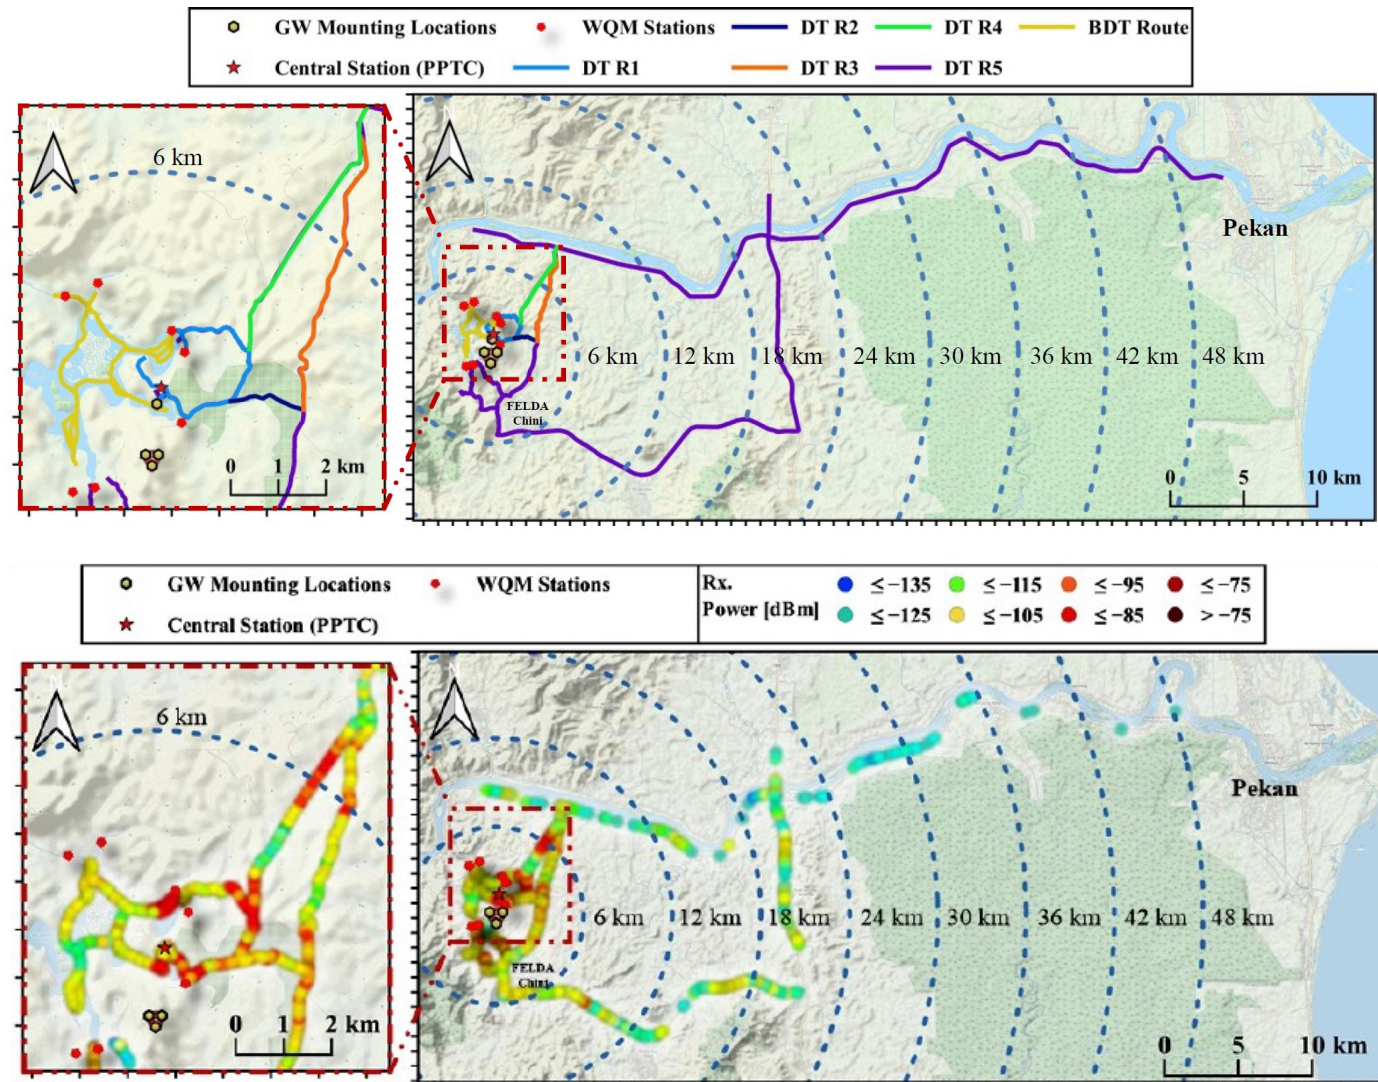 GW Mounting Locations WQM Stations DT R2 DT R4 BDT Route
Central Station (PPTC) DT R1 DT R3 DT R5
N
6 km
0 1 2 km
N
Pekan
6 km 12 km 18 km 24 km 30 km 36 km 42 km 48 km
FELDA
Chini
0 5 10 km
GW Mounting Locations WQM Stations
Central Station (PPTC)
Rx.
Power [dBm]
≤ −135 ≤ −115 ≤ −95 ≤ −75
≤ −125 ≤ −105 ≤ −85 > −75
N
6 km
0 1 2 km
N
Pekan
6 km 12 km 18 km 24 km 30 km 36 km 42 km 48 km
FELDA
Chini
0 5 10 km